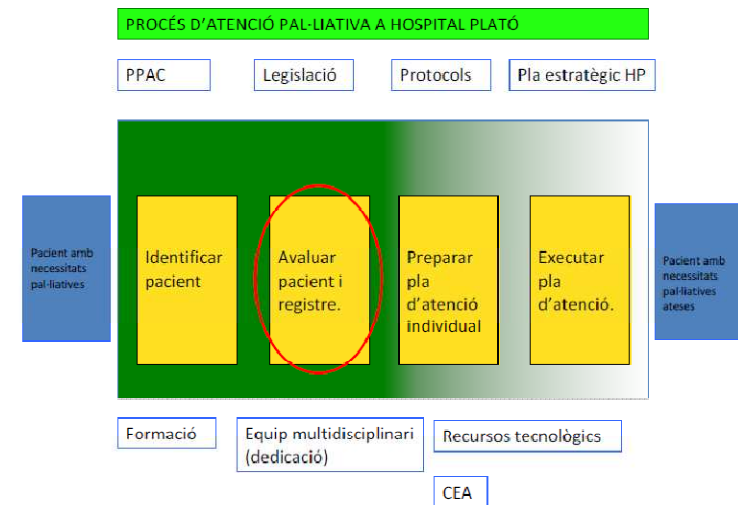 PROCÉS D'ATENCIÓ PAL·LIATIVA A HOSPITAL PLATÓ
PPAC
Legislació
Protocols
Pla estratègic HP
Pacient amb
necessitats
pal·liatives
Identificar
pacient
Avaluar
pacient i
registre.
Preparar
pla
d'atenció
individual
Executar
pla
d'atenció.
Pacient amb
necessitats
pal·liatives
ateses
Formació
Equip multidisciplinari
(dedicació)
Recursos tecnològics
CEA